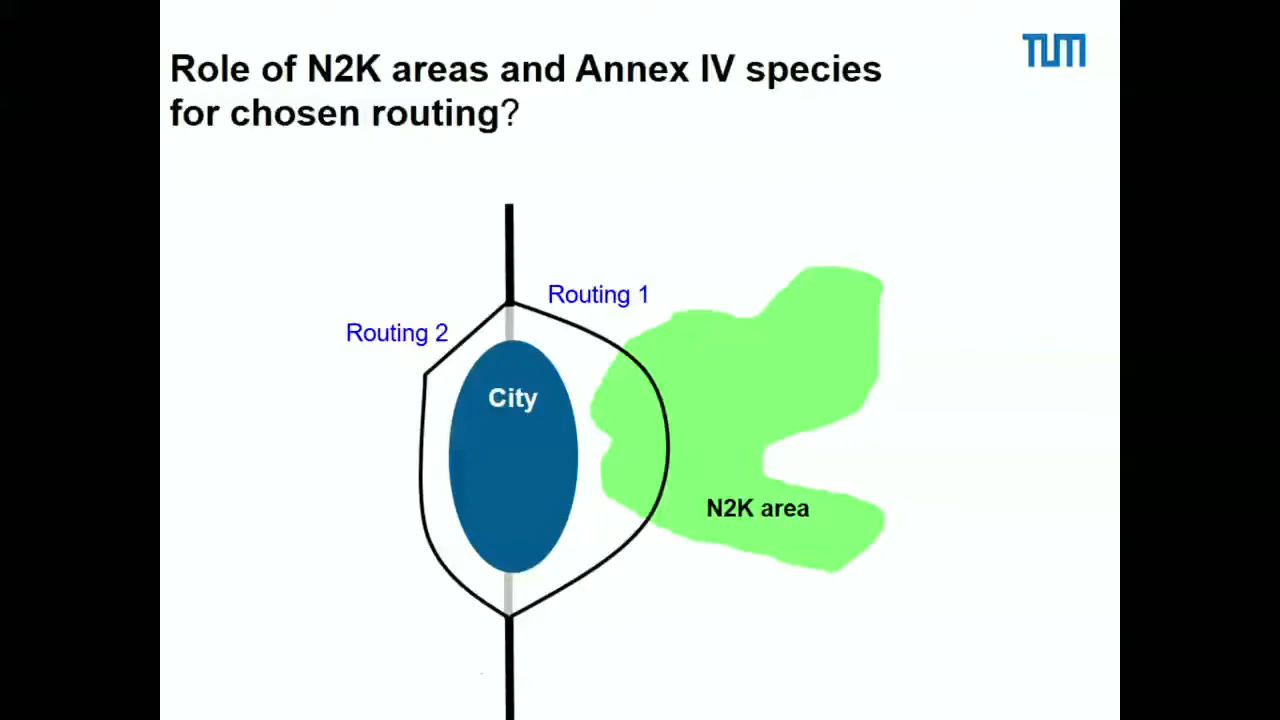 Role of N2K areas and Annex IV species
for chosen routing?
TUM
Routing 1
Routing 2
City
N2K area